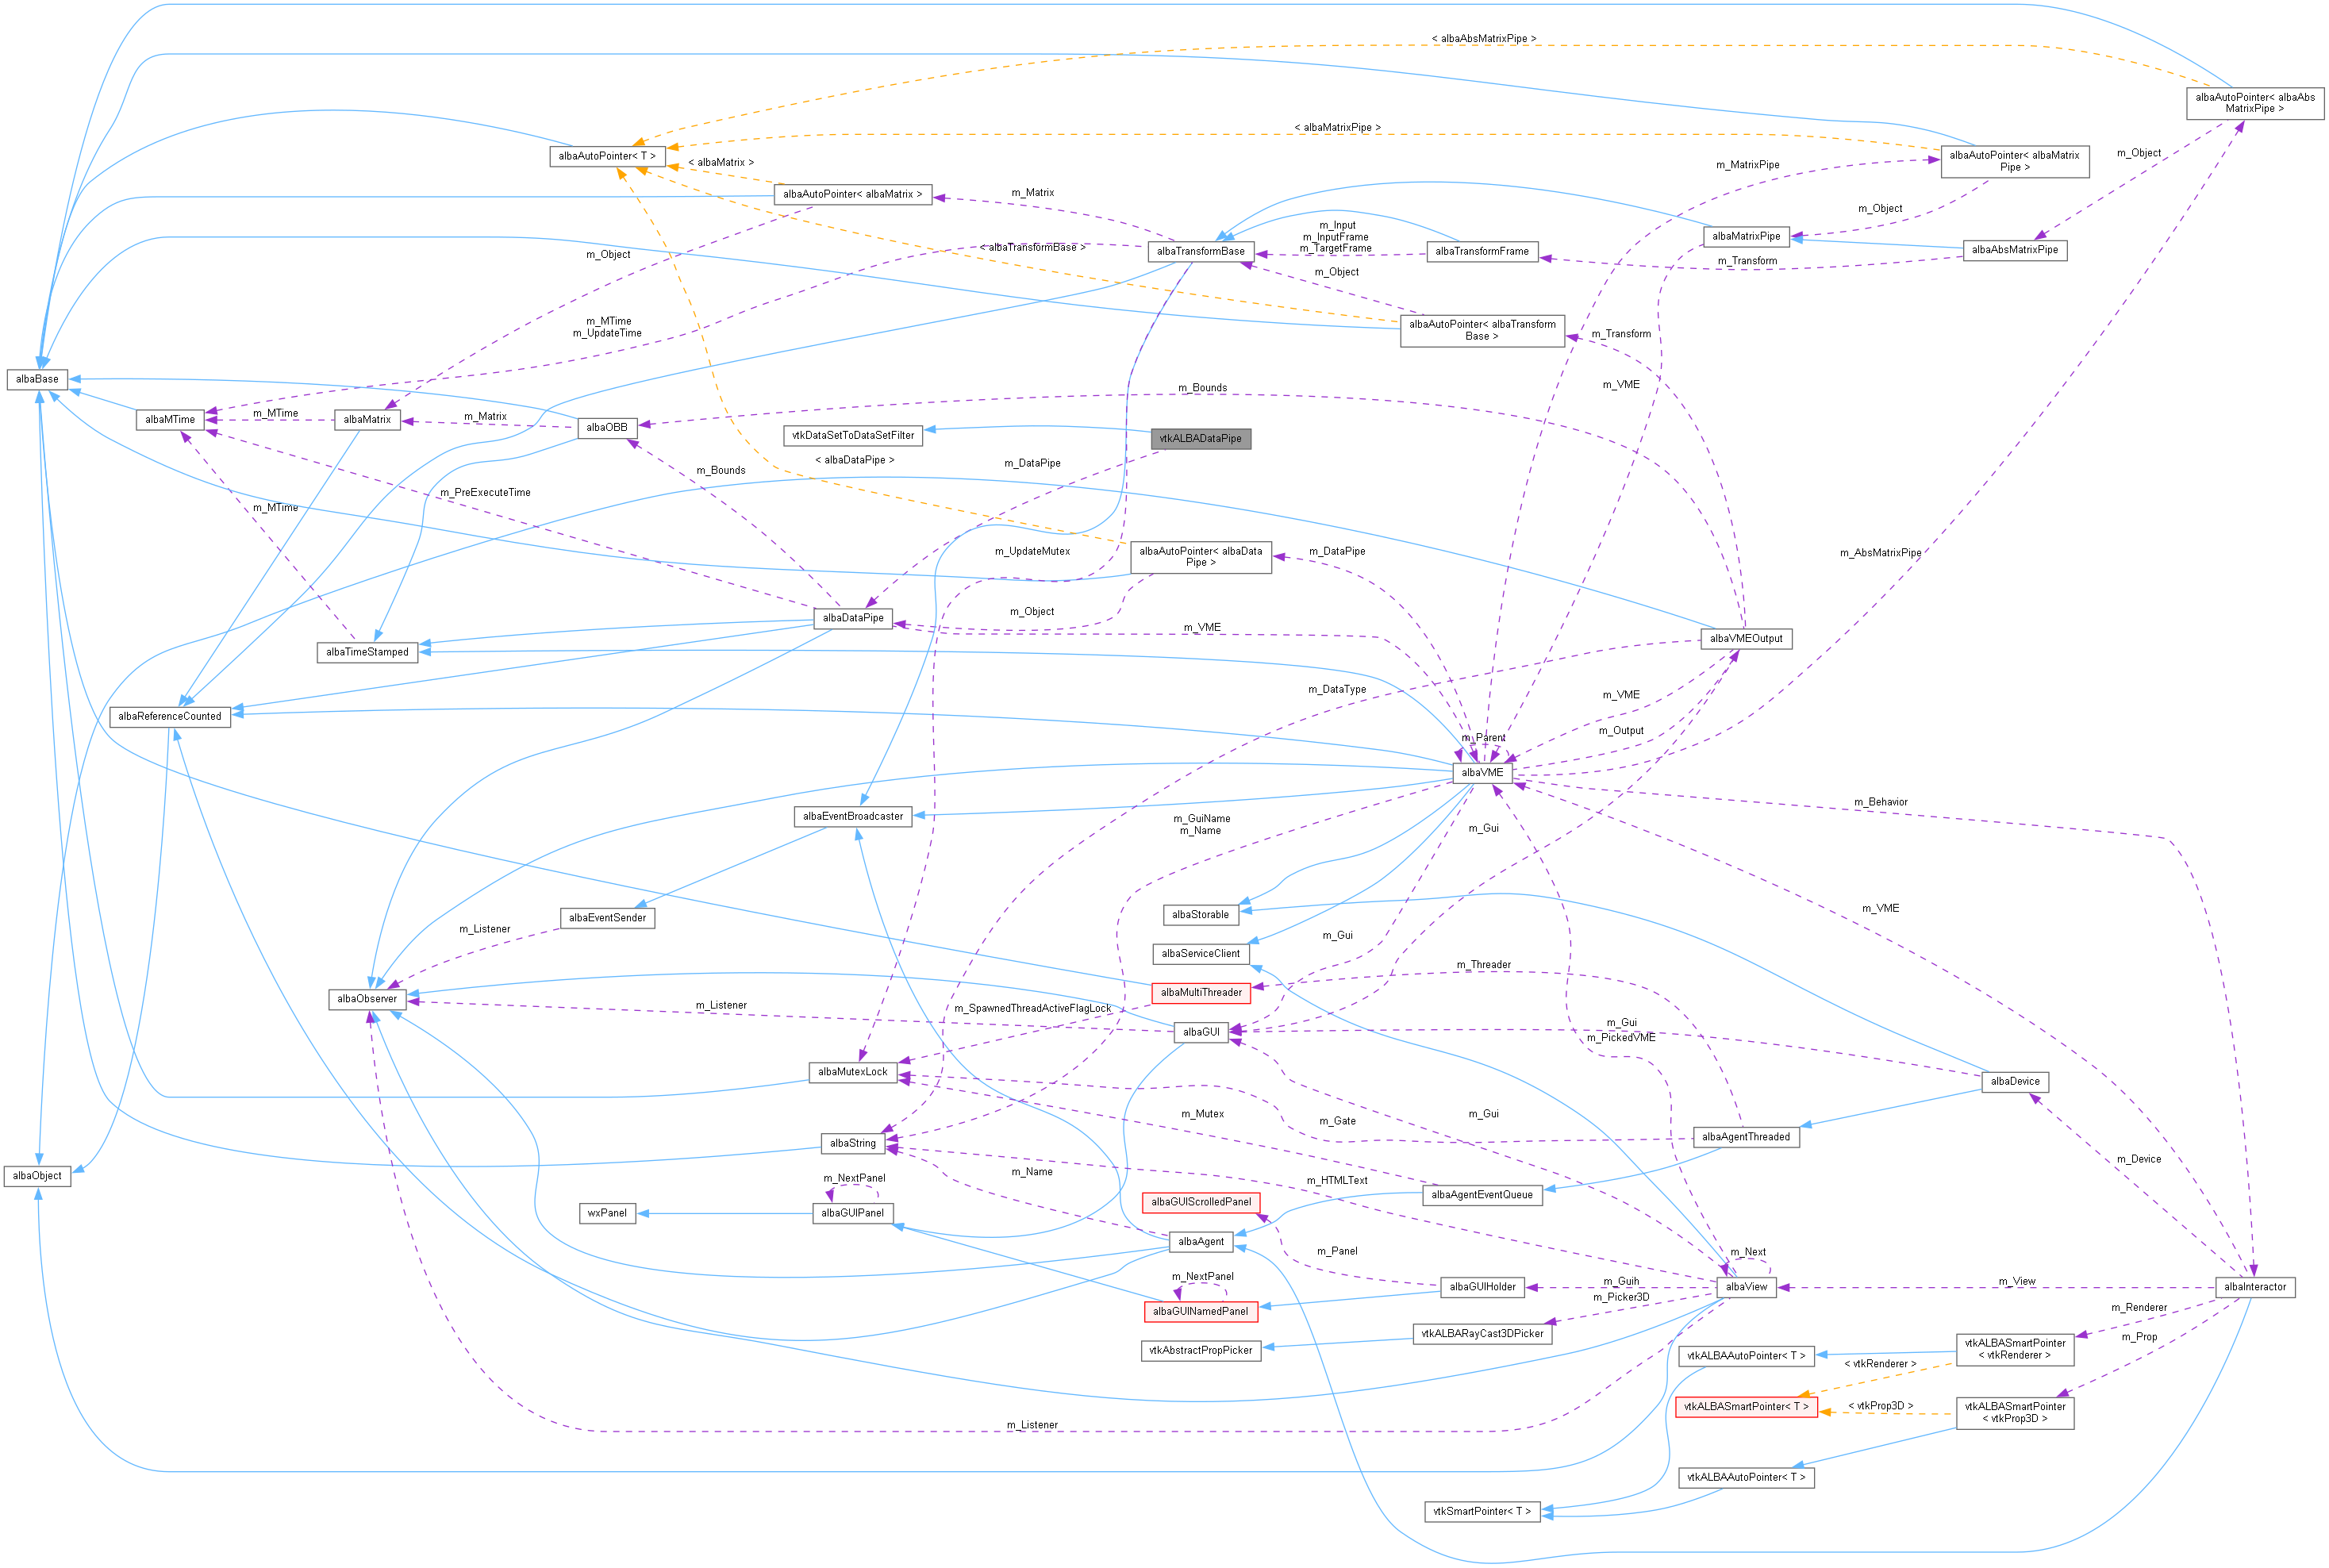 < albaAbsMatrixPipe >
albaAutoPointer< albaAbs
MatrixPipe >
< albaMatrixPipe >
albaAutoPointer< T >
albaAutoPointer< albaMatrix
Pipe >
m_Object
< albaMatrix >
m_MatrixPipe
albaAutoPointer< albaMatrix >
m_Matrix
m_Object
m_Input
m_InputFrame
m_TargetFrame
albaMatrixPipe
albaTransformBase
albaTransformFrame
albaAbsMatrixPipe
< albaTransformBase >
m_Object
m_Transform
m_Object
m_MTime
m_UpdateTime
albaAutoPointer< albaTransform
Base >
m_Transform
albaBase
m_Bounds
m_VME
albaMTime
m_MTime
albaMatrix
m_Matrix
albaOBB
vtkDataSetToDataSetFilter
vtkALBADataPipe
< albaDataPipe >
m_DataPipe
m_Bounds
m_PreExecuteTime
m_MTime
m_UpdateMutex
albaAutoPointer< albaData
Pipe >
m_DataPipe
m_AbsMatrixPipe
m_Object
albaDataPipe
m_VME
albaVMEOutput
albaTimeStamped
m_DataType
m_VME
albaReferenceCounted
m_Output
m_Parent
albaVME
m_Behavior
albaEventBroadcaster
m_GuiName
m_Name
m_Gui
albaEventSender
albaStorable
m_VME
m_Listener
m_Gui
albaServiceClient
m_Threader
albaObserver
albaMultiThreader
m_Listener
m_SpawnedThreadActiveFlagLock
albaGUI
m_Gui
m_PickedVME
albaMutexLock
albaDevice
m_Mutex
m_Gate
m_Gui
albaString
albaAgentThreaded
m_Device
albaObject
m_NextPanel
m_Name
m_HTMLText
albaGUIScrolledPanel
albaAgentEventQueue
wxPanel
albaGUIPanel
albaAgent
m_Panel
m_Next
m_NextPanel
albaGUIHolder
m_Guih
albaView
m_View
albaInteractor
m_Picker3D
albaGUINamedPanel
m_Renderer
vtkALBARayCast3DPicker
m_Prop
vtkAbstractPropPicker
vtkALBAAutoPointer< T >
vtkALBASmartPointer
< vtkRenderer >
< vtkRenderer >
vtkALBASmartPointer< T >
< vtkProp3D >
vtkALBASmartPointer
< vtkProp3D >
m_Listener
vtkALBAAutoPointer< T >
vtkSmartPointer< T >